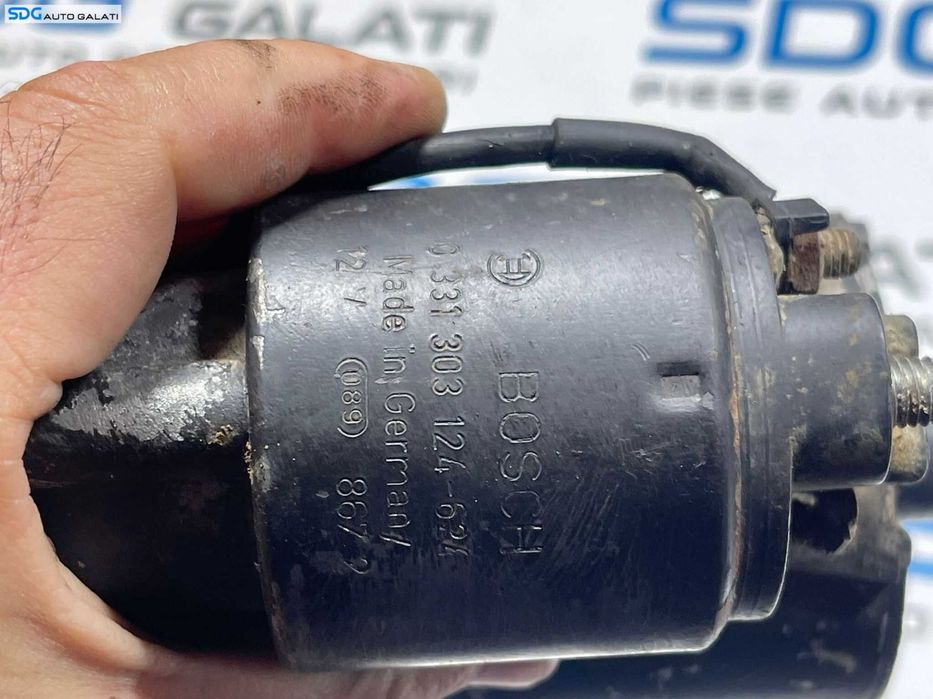 SDG AUTO GALATI
GALATI
SDG
PIESE AUTO
BOSCH
0 331 303 124-624
Made in Germany
12 V (089) 867 2